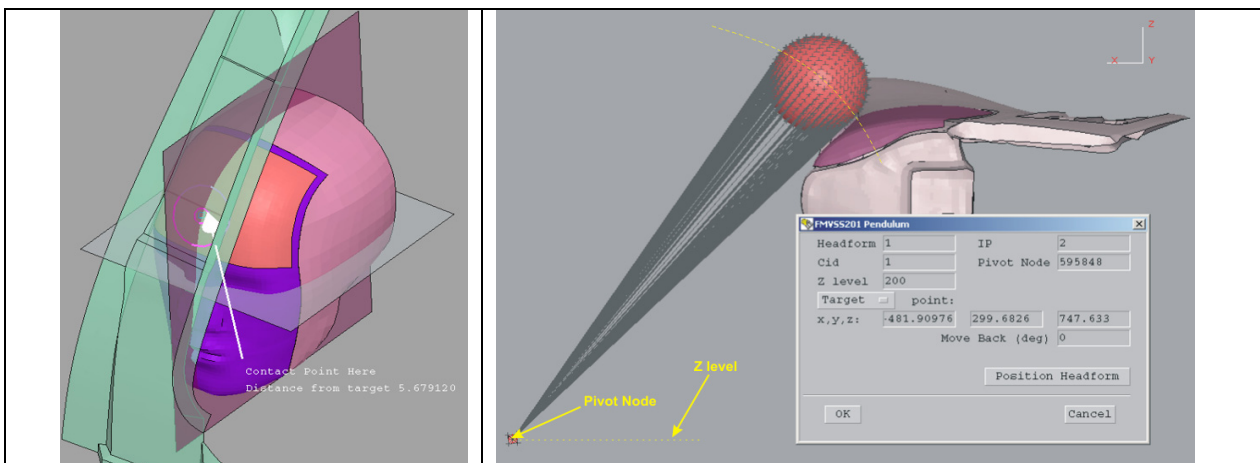 Contact Point Here
Distance from target 5.679120
Z
X
Y
FMVSS201 Pendulum
Headform 1 IP 2
Cid 1 Pivot Node 595848
Z level 200
Target point:
x,y,z: -481.90976 299.6826 747.633
Move Back (deg) 0
Position Headform
OK Cancel
Z level
Pivot Node